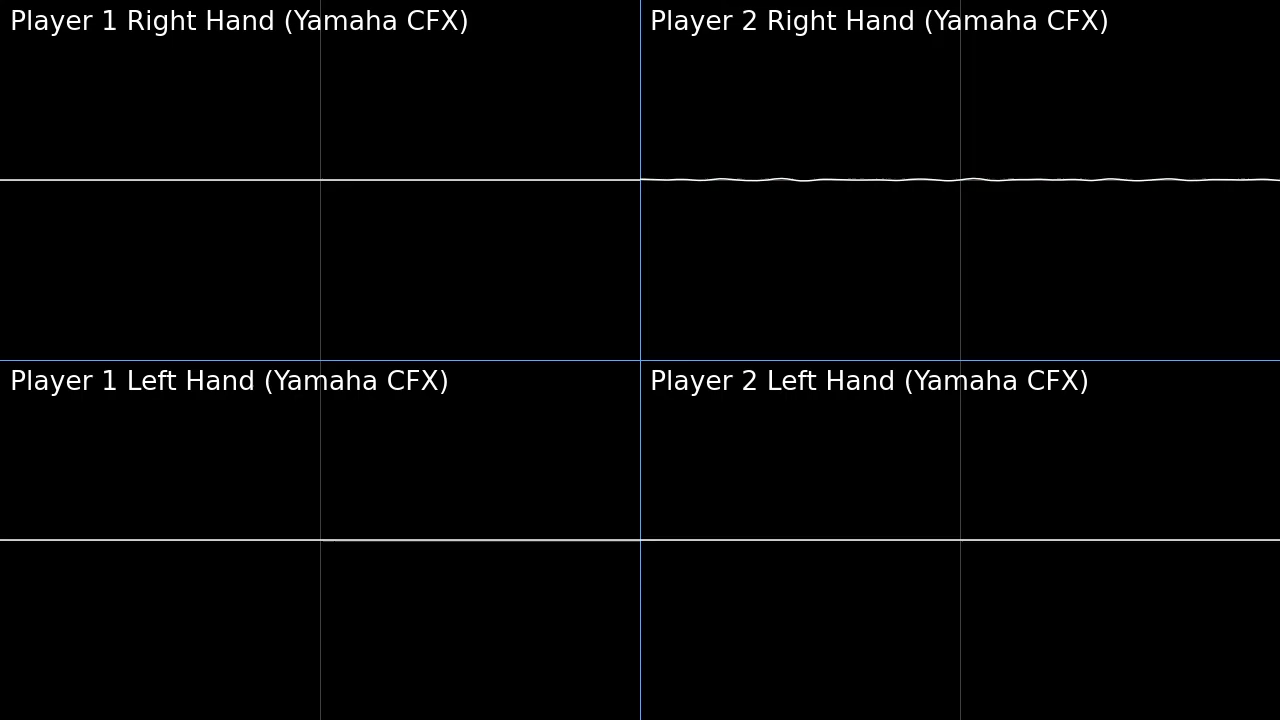 Player 1 Right Hand (Yamaha CFX)
Player 2 Right Hand (Yamaha CFX)
Player 1 Left Hand (Yamaha CFX)
Player 2 Left Hand (Yamaha CFX)